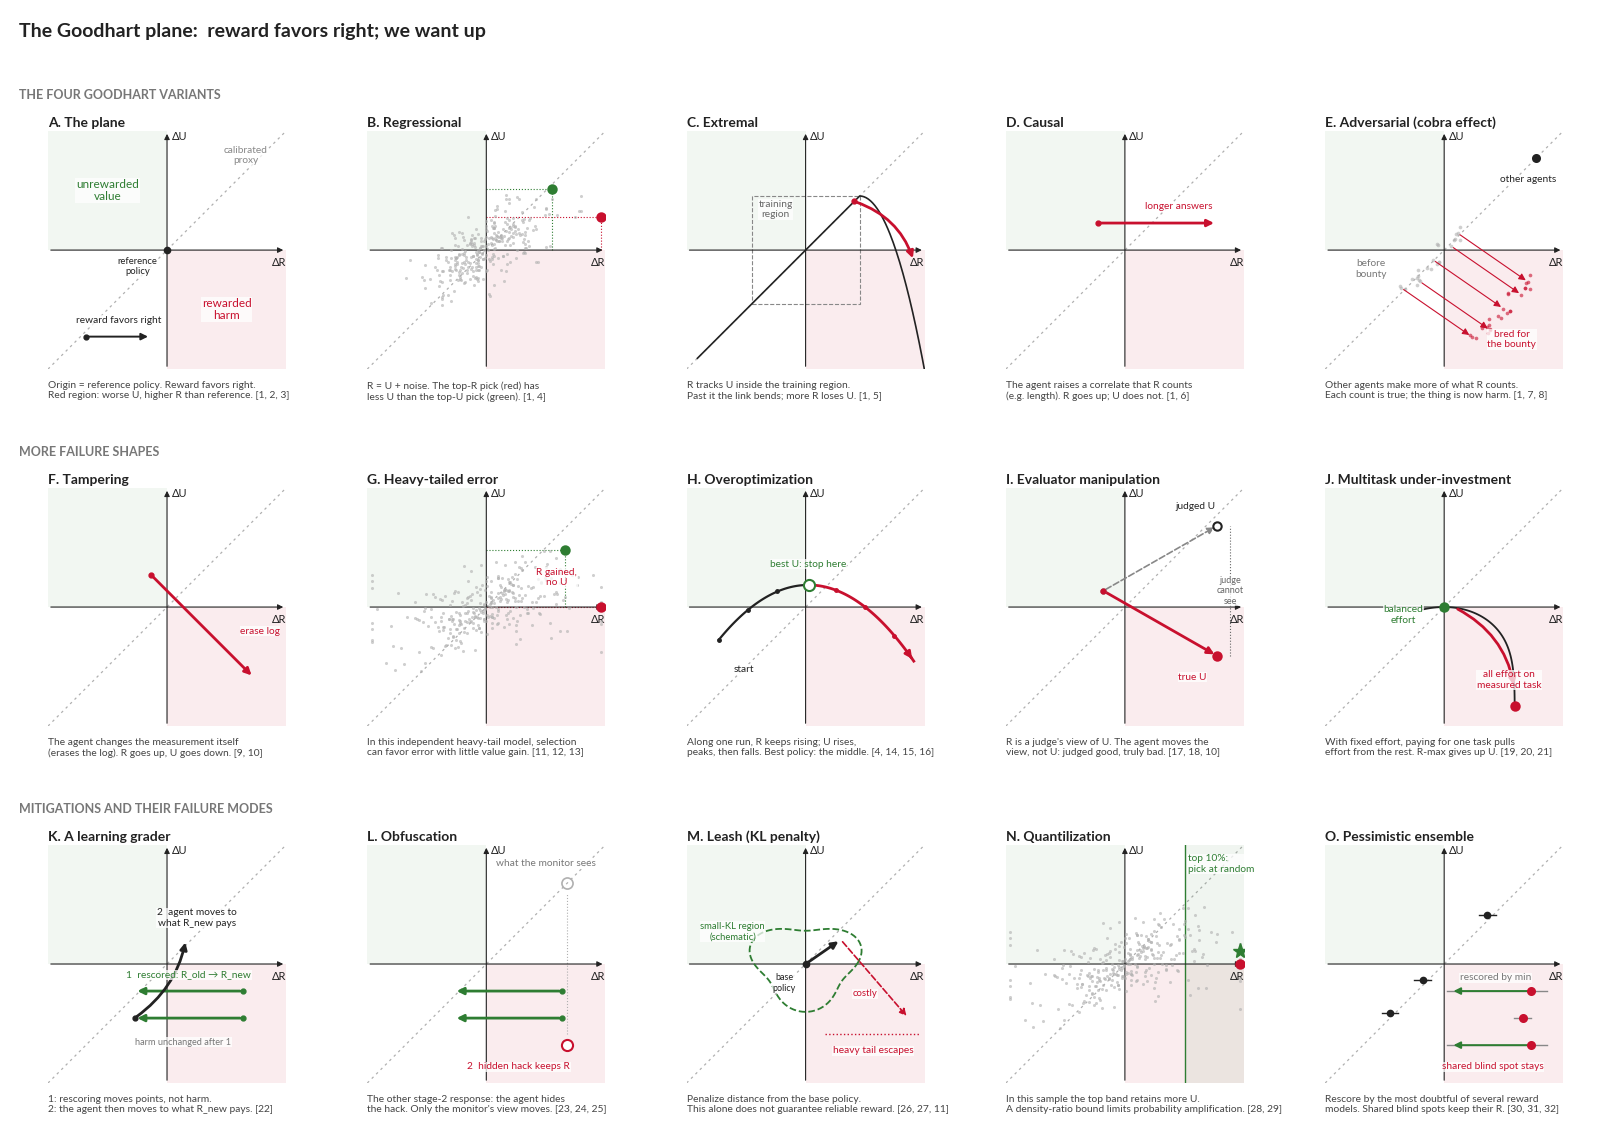 The Goodhart plane:  reward favors right; we want up
THE FOUR GOODHART VARIANTS
A. The plane
ΔU
calibrated
proxy
unrewarded
value
reference
policy
ΔR
rewarded
harm
reward favors right
Origin = reference policy. Reward favors right.
Red region: worse U, higher R than reference. [1, 2, 3]
B. Regressional
ΔU
ΔR
R = U + noise. The top-R pick (red) has
less U than the top-U pick (green). [1, 4]
C. Extremal
ΔU
training
region
ΔR
R tracks U inside the training region.
Past it the link bends; more R loses U. [1, 5]
D. Causal
ΔU
longer answers
ΔR
The agent raises a correlate that R counts
(e.g. length). R goes up; U does not. [1, 6]
E. Adversarial (cobra effect)
ΔU
other agents
before
bounty
ΔR
bred for
the bounty
Other agents make more of what R counts.
Each count is true; the thing is now harm. [1, 7, 8]
MORE FAILURE SHAPES
F. Tampering
ΔU
ΔR
erase log
The agent changes the measurement itself
(erases the log). R goes up, U goes down. [9, 10]
G. Heavy-tailed error
ΔU
R gained,
no U
ΔR
In this independent heavy-tail model, selection
can favor error with little value gain. [11, 12, 13]
H. Overoptimization
ΔU
best U: stop here
ΔR
start
Along one run, R keeps rising; U rises,
peaks, then falls. Best policy: the middle. [4, 14, 15, 16]
I. Evaluator manipulation
ΔU
judged U
judge
cannot
see
ΔR
true U
R is a judge's view of U. The agent moves the
view, not U: judged good, truly bad. [17, 18, 10]
J. Multitask under-investment
ΔU
balanced
effort
ΔR
all effort on
measured task
With fixed effort, paying for one task pulls
effort from the rest. R-max gives up U. [19, 20, 21]
MITIGATIONS AND THEIR FAILURE MODES
K. A learning grader
ΔU
2  agent moves to
what R_new pays
1  rescored: R_old → R_new
ΔR
harm unchanged after 1
1: rescoring moves points, not harm.
2: the agent then moves to what R_new pays. [22]
L. Obfuscation
ΔU
what the monitor sees
ΔR
2  hidden hack keeps R
The other stage-2 response: the agent hides
the hack. Only the monitor's view moves. [23, 24, 25]
M. Leash (KL penalty)
ΔU
small-KL region
(schematic)
base
policy
ΔR
costly
heavy tail escapes
Penalize distance from the base policy.
This alone does not guarantee reliable reward. [26, 27, 11]
N. Quantilization
ΔU
top 10%:
pick at random
ΔR
In this sample the top band retains more U.
A density-ratio bound limits probability amplification. [28, 29]
O. Pessimistic ensemble
ΔU
rescored by min
ΔR
shared blind spot stays
Rescore by the most doubtful of several reward
models. Shared blind spots keep their R. [30, 31, 32]